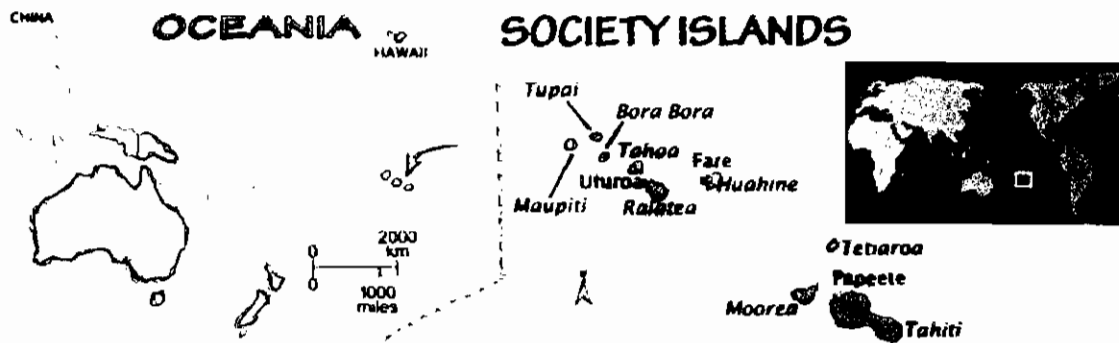 CHINA
OCEANIA
HAWAII
SOCIETY ISLANDS
Tupai
Bora Bora
Tahoa
Fare
Uturoa
Huahine
Maupiti
Raiatea
0
2000
km
0
1000
miles
Tetiaroa
Papeete
Moorea
Tahiti